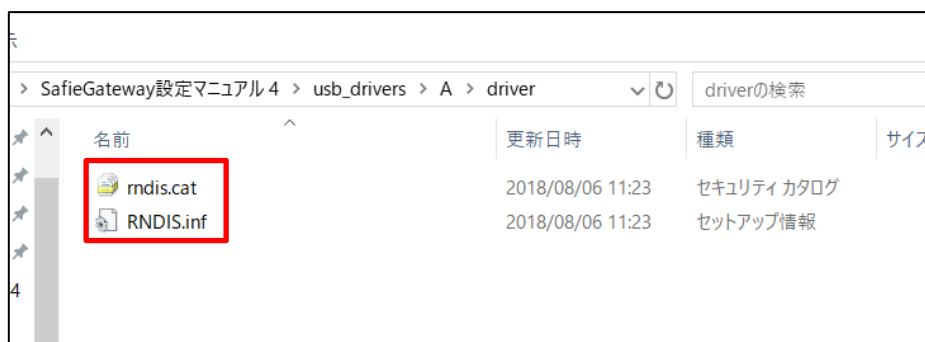 示
> SafieGateway設定マニュアル 4 > usb_drivers > A > driver
driverの検索
名前
更新日時
種類
サイズ
rndis.cat
2018/08/06 11:23
セキュリティ カタログ
RNDIS.inf
2018/08/06 11:23
セットアップ情報
4